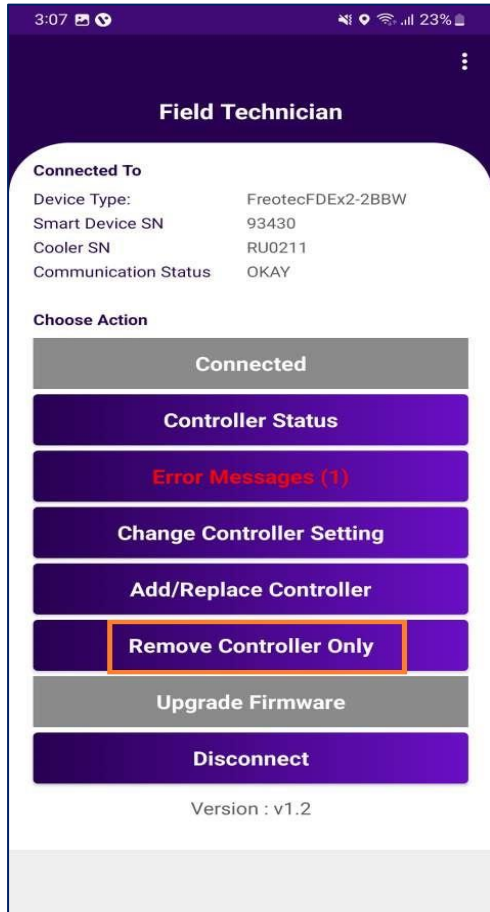 3:07 23%
Field Technician
Connected To
Device Type: FreotecFDEx2-2BBW
Smart Device SN 93430
Cooler SN RU0211
Communication Status OKAY
Choose Action
Connected
Controller Status
Error Messages (1)
Change Controller Setting
Add/Replace Controller
Remove Controller Only
Upgrade Firmware
Disconnect
Version : v1.2